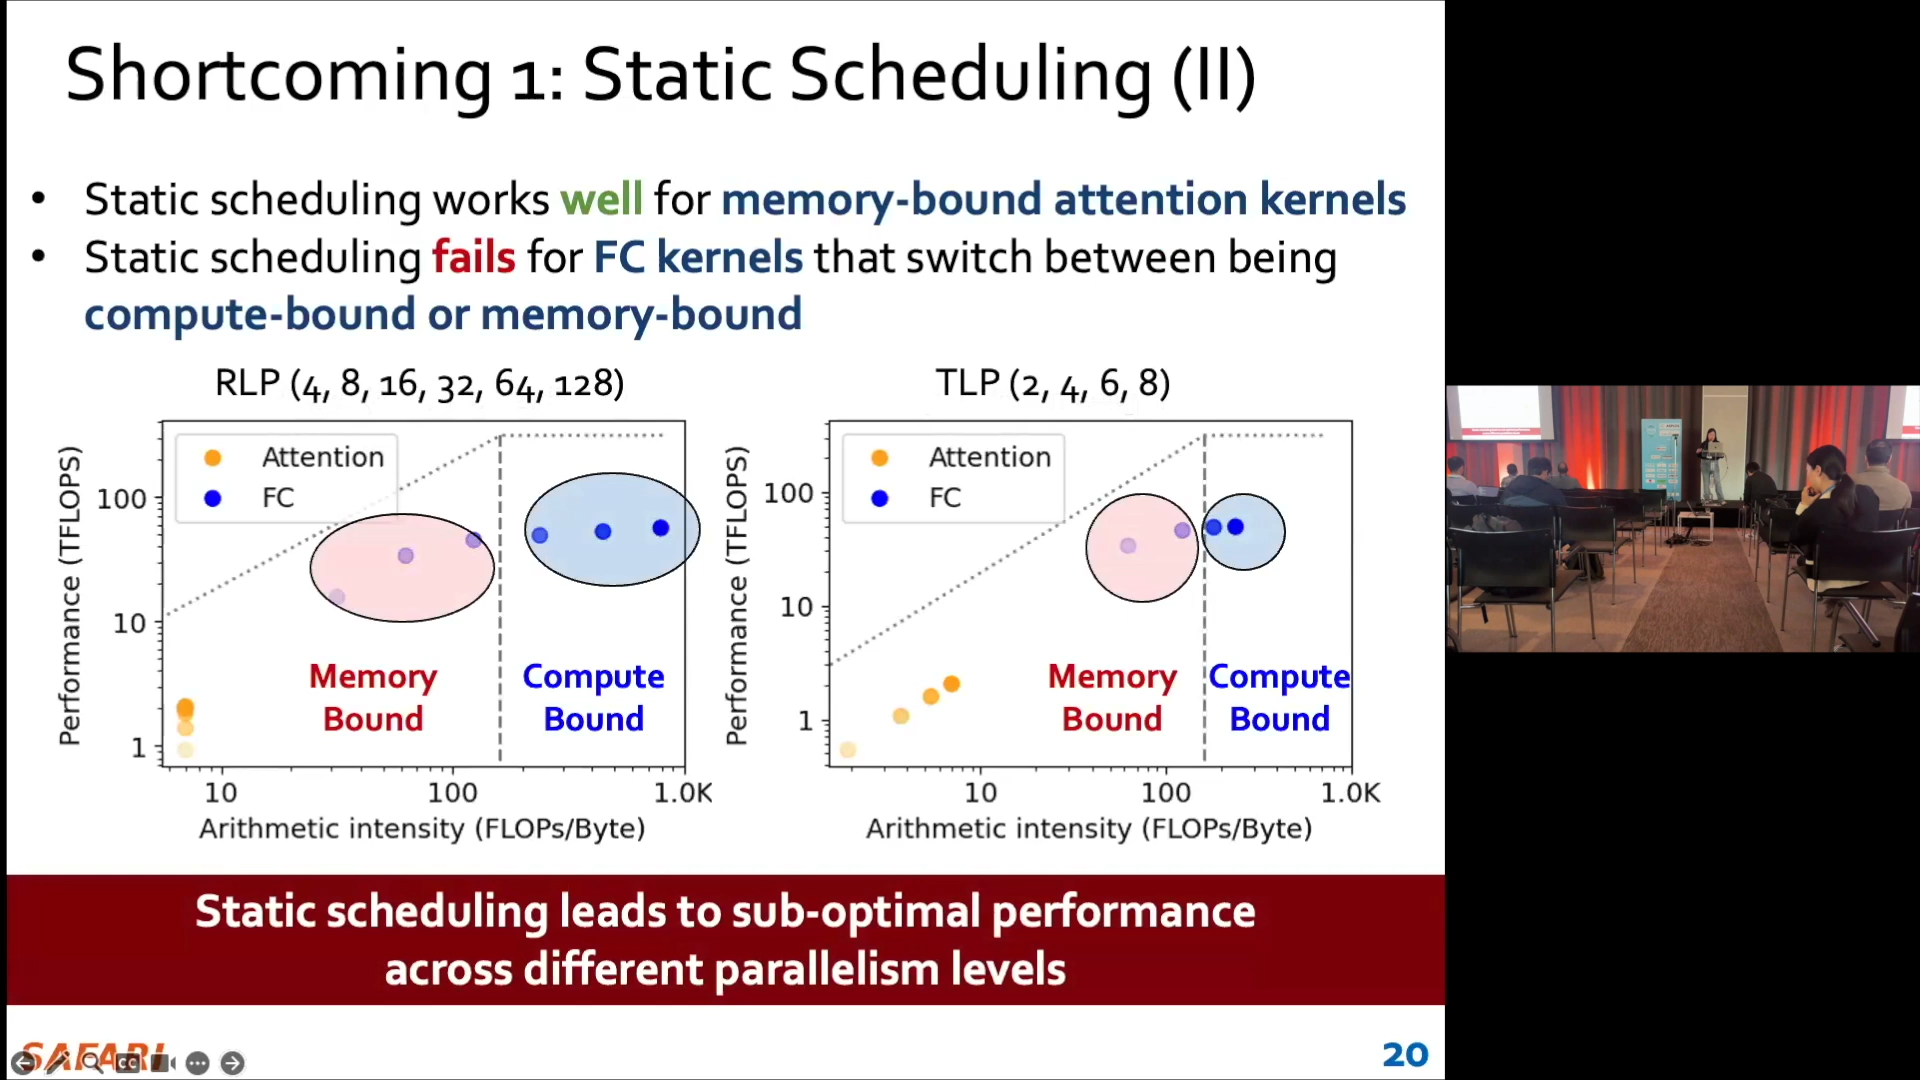 Shortcoming 1: Static Scheduling (II)
• Static scheduling works well for memory-bound attention kernels
• Static scheduling fails for FC kernels that switch between being
compute-bound or memory-bound
RLP (4, 8, 16, 32, 64, 128)
Attention
FC
Performance (TFLOPS)
100
10
1
Memory
Bound
Compute
Bound
10 100 1.0K
Arithmetic intensity (FLOPs/Byte)
TLP (2, 4, 6, 8)
Attention
FC
Performance (TFLOPS)
100
10
1
Memory
Bound
Compute
Bound
10 100 1.0K
Arithmetic intensity (FLOPs/Byte)
Static scheduling leads to sub-optimal performance
across different parallelism levels
SAFARI
CC
20